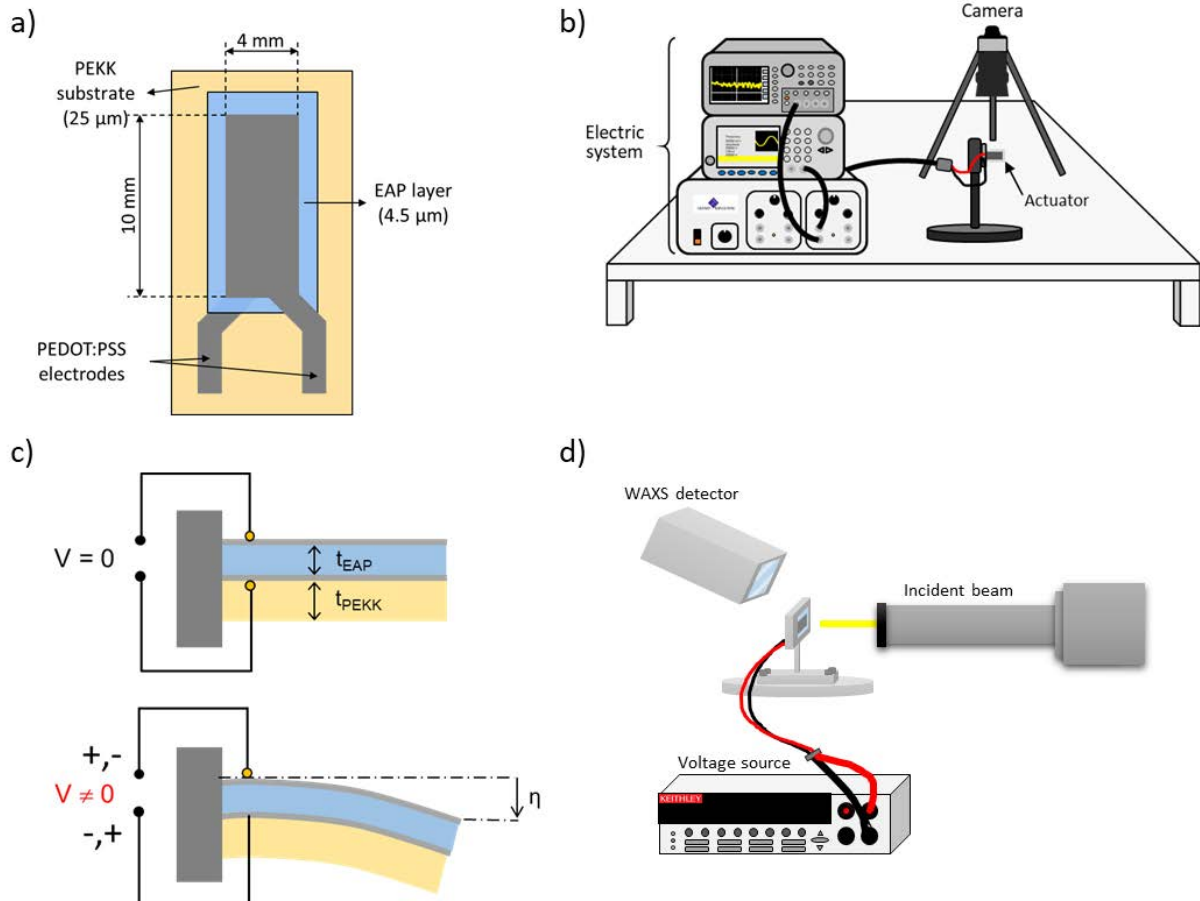 a)
4 mm
PEKK
substrate
(25 µm)
10 mm
EAP layer
(4.5 µm)
PEDOT:PSS
electrodes
b)
Camera
Electric
system
Actuator
c)
V = 0
tEAP
tPEKK
+,-
V ≠ 0
-,+
η
d)
WAXS detector
Incident beam
Voltage source
KEITHLEY